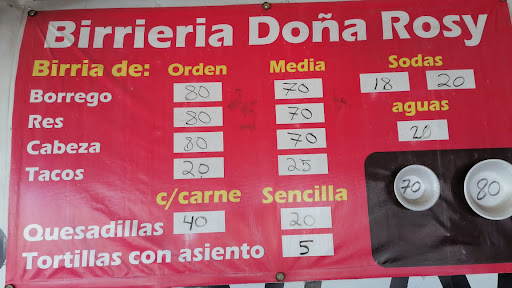 Birrieria Doña Rosy
Birria de: Orden Media Sodas
Borrego 80 70 18 20
Res 80 70 aguas
Cabeza 80 70 20
Tacos 20 25
c/carne Sencilla 70 80
Quesadillas 40 20
Tortillas con asiento 5